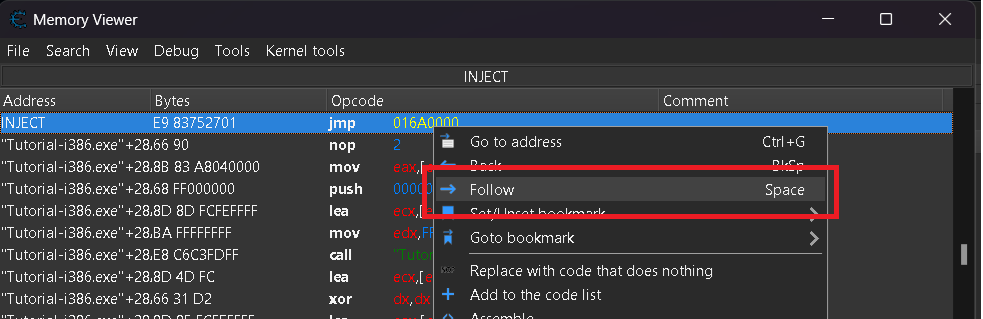 Memory Viewer
File Search View Debug Tools Kernel tools
INJECT
Address Bytes Opcode Comment
INJECT E9 83752701 jmp 016A0000
"Tutorial-i386.exe"+28, 66 90 nop 2 Go to address Ctrl+G
"Tutorial-i386.exe"+28, 8B 83 A8040000 mov eax,[ Back BkSp
"Tutorial-i386.exe"+28, 68 FF000000 push 00000 Follow Space
"Tutorial-i386.exe"+28, 8D 8D FCFEFFFF lea ecx,[e Set/Unset bookmark
"Tutorial-i386.exe"+28, BA FFFFFFFF mov edx,FF Goto bookmark
"Tutorial-i386.exe"+28, E8 C6C3FDFF call "Tutor
"Tutorial-i386.exe"+28, 8D 4D FC lea ecx,[e Replace with code that does nothing
"Tutorial-i386.exe"+28, 66 31 D2 xor dx,dx Add to the code list
Assemble